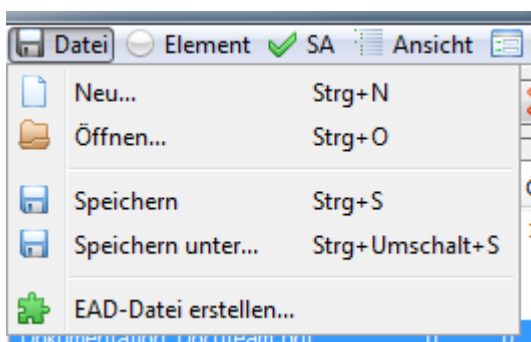 Datei Element SA Ansicht
Neu... Strg+N
Öffnen... Strg+O
Speichern Strg+S
Speichern unter... Strg+Umschalt+S
EAD-Datei erstellen...